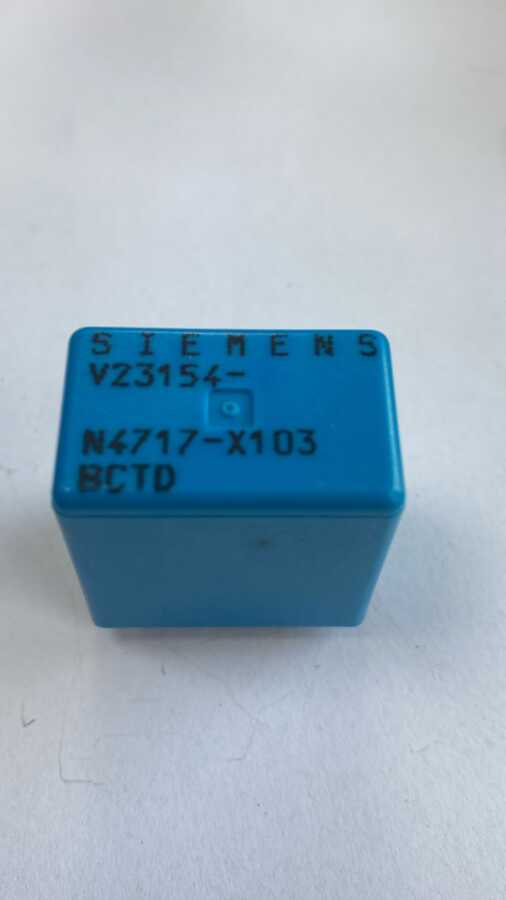 SIEMENS
V23154-
N4717-X103
BCTD